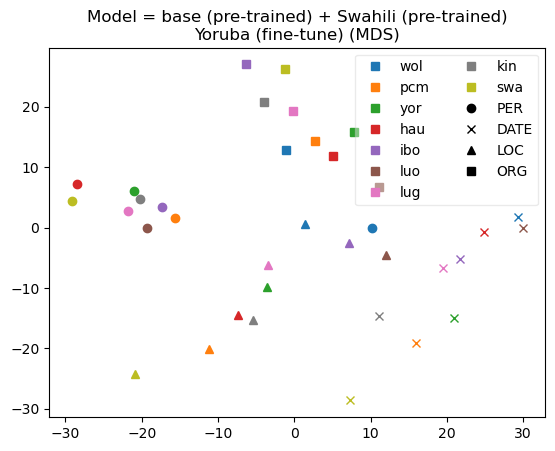 Model = base (pre-trained) + Swahili (pre-trained)
Yoruba (fine-tune) (MDS)
wol
pcm
yor
hau
ibo
luo
lug
kin
swa
PER
DATE
LOC
ORG
20
10
0
−10
−20
−30
−30
−20
−10
0
10
20
30